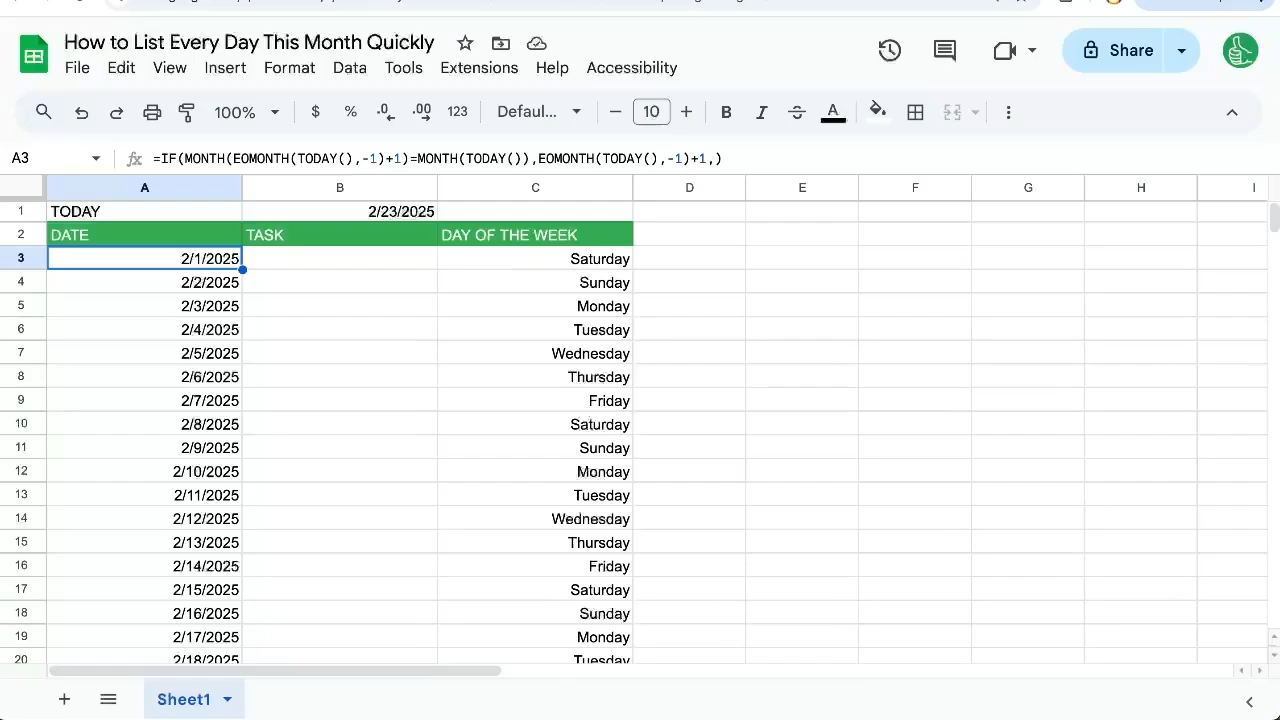 How to List Every Day This Month Quickly
File Edit View Insert Format Data Tools Extensions Help Accessibility
Share
100% $ % .0 .00 123 Defaul... 10 B I A
A3 fx =IF(MONTH(EOMONTH(TODAY(),-1)+1)=MONTH(TODAY()),EOMONTH(TODAY(),-1)+1,)
A B C D E F G H I
1 TODAY 2/23/2025
2 DATE TASK DAY OF THE WEEK
3 2/1/2025 Saturday
4 2/2/2025 Sunday
5 2/3/2025 Monday
6 2/4/2025 Tuesday
7 2/5/2025 Wednesday
8 2/6/2025 Thursday
9 2/7/2025 Friday
10 2/8/2025 Saturday
11 2/9/2025 Sunday
12 2/10/2025 Monday
13 2/11/2025 Tuesday
14 2/12/2025 Wednesday
15 2/13/2025 Thursday
16 2/14/2025 Friday
17 2/15/2025 Saturday
18 2/16/2025 Sunday
19 2/17/2025 Monday
20 2/18/2025 Tuesday
Sheet1